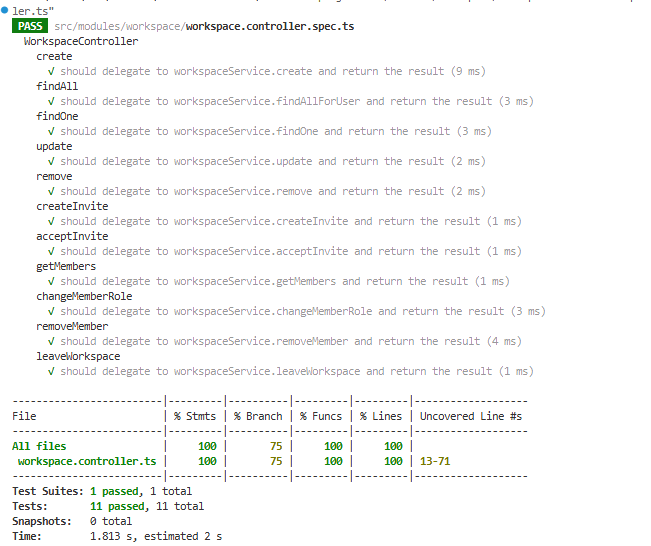 ler.ts"
PASS src/modules/workspace/workspace.controller.spec.ts
WorkspaceController
create
√ should delegate to workspaceService.create and return the result (9 ms)
findAll
√ should delegate to workspaceService.findAllForUser and return the result (3 ms)
findOne
√ should delegate to workspaceService.findOne and return the result (3 ms)
update
√ should delegate to workspaceService.update and return the result (2 ms)
remove
√ should delegate to workspaceService.remove and return the result (2 ms)
createInvite
√ should delegate to workspaceService.createInvite and return the result (1 ms)
acceptInvite
√ should delegate to workspaceService.acceptInvite and return the result (1 ms)
getMembers
√ should delegate to workspaceService.getMembers and return the result (1 ms)
changeMemberRole
√ should delegate to workspaceService.changeMemberRole and return the result (3 ms)
removeMember
√ should delegate to workspaceService.removeMember and return the result (4 ms)
leaveWorkspace
√ should delegate to workspaceService.leaveWorkspace and return the result (1 ms)
-------------------------|---------|----------|---------|---------|-------------------
File | % Stmts | % Branch | % Funcs | % Lines | Uncovered Line #s
-------------------------|---------|----------|---------|---------|-------------------
All files | 100 | 75 | 100 | 100 |
workspace.controller.ts | 100 | 75 | 100 | 100 | 13-71
-------------------------|---------|----------|---------|---------|-------------------
Test Suites: 1 passed, 1 total
Tests: 11 passed, 11 total
Snapshots: 0 total
Time: 1.813 s, estimated 2 s